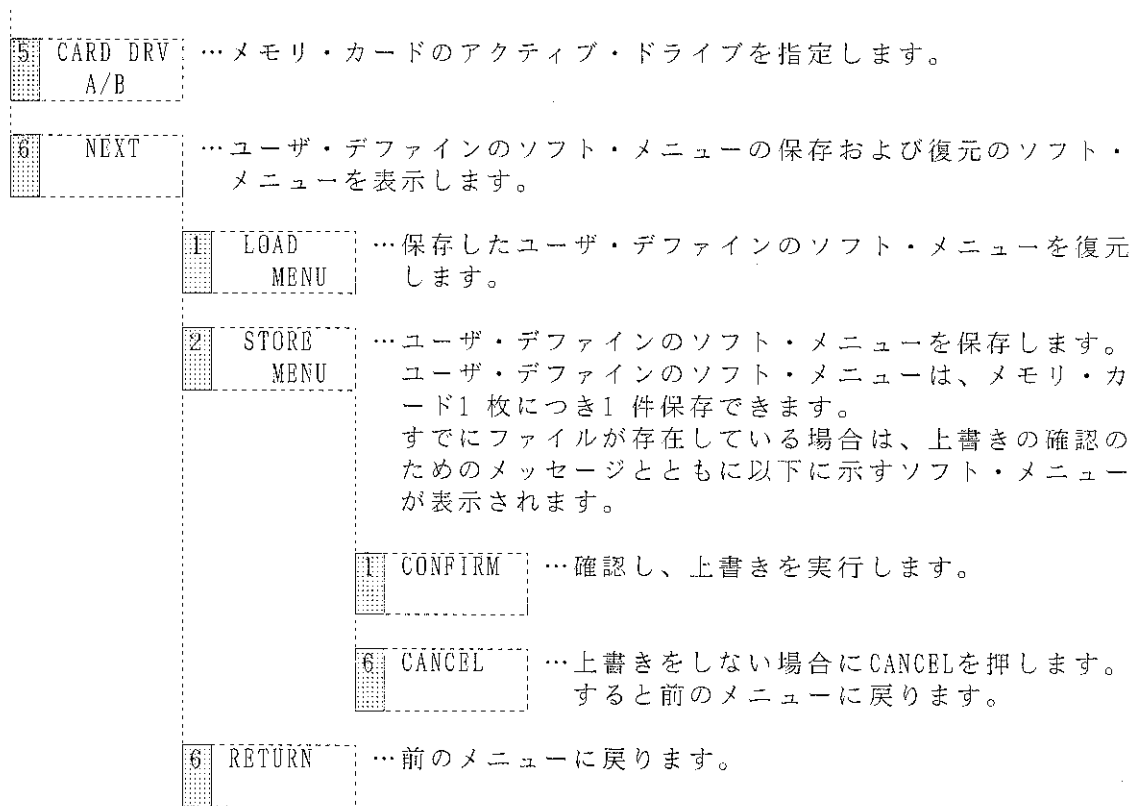 5 CARD DRV …メモリ・カードのアクティブ・ドライブを指定します。
A/B
6 NEXT …ユーザ・デファインのソフト・メニューの保存および復元のソフト・
メニューを表示します。
1 LOAD …保存したユーザ・デファインのソフト・メニューを復元
MENU します。
2 STORE …ユーザ・デファインのソフト・メニューを保存します。
MENU ユーザ・デファインのソフト・メニューは、メモリ・カ
ード1 枚につき1 件保存できます。
すでにファイルが存在している場合は、上書きの確認の
ためのメッセージとともに以下に示すソフト・メニュー
が表示されます。
1 CONFIRM …確認し、上書きを実行します。
6 CANCEL …上書きをしない場合にCANCELを押します。
すると前のメニューに戻ります。
6 RETURN …前のメニューに戻ります。